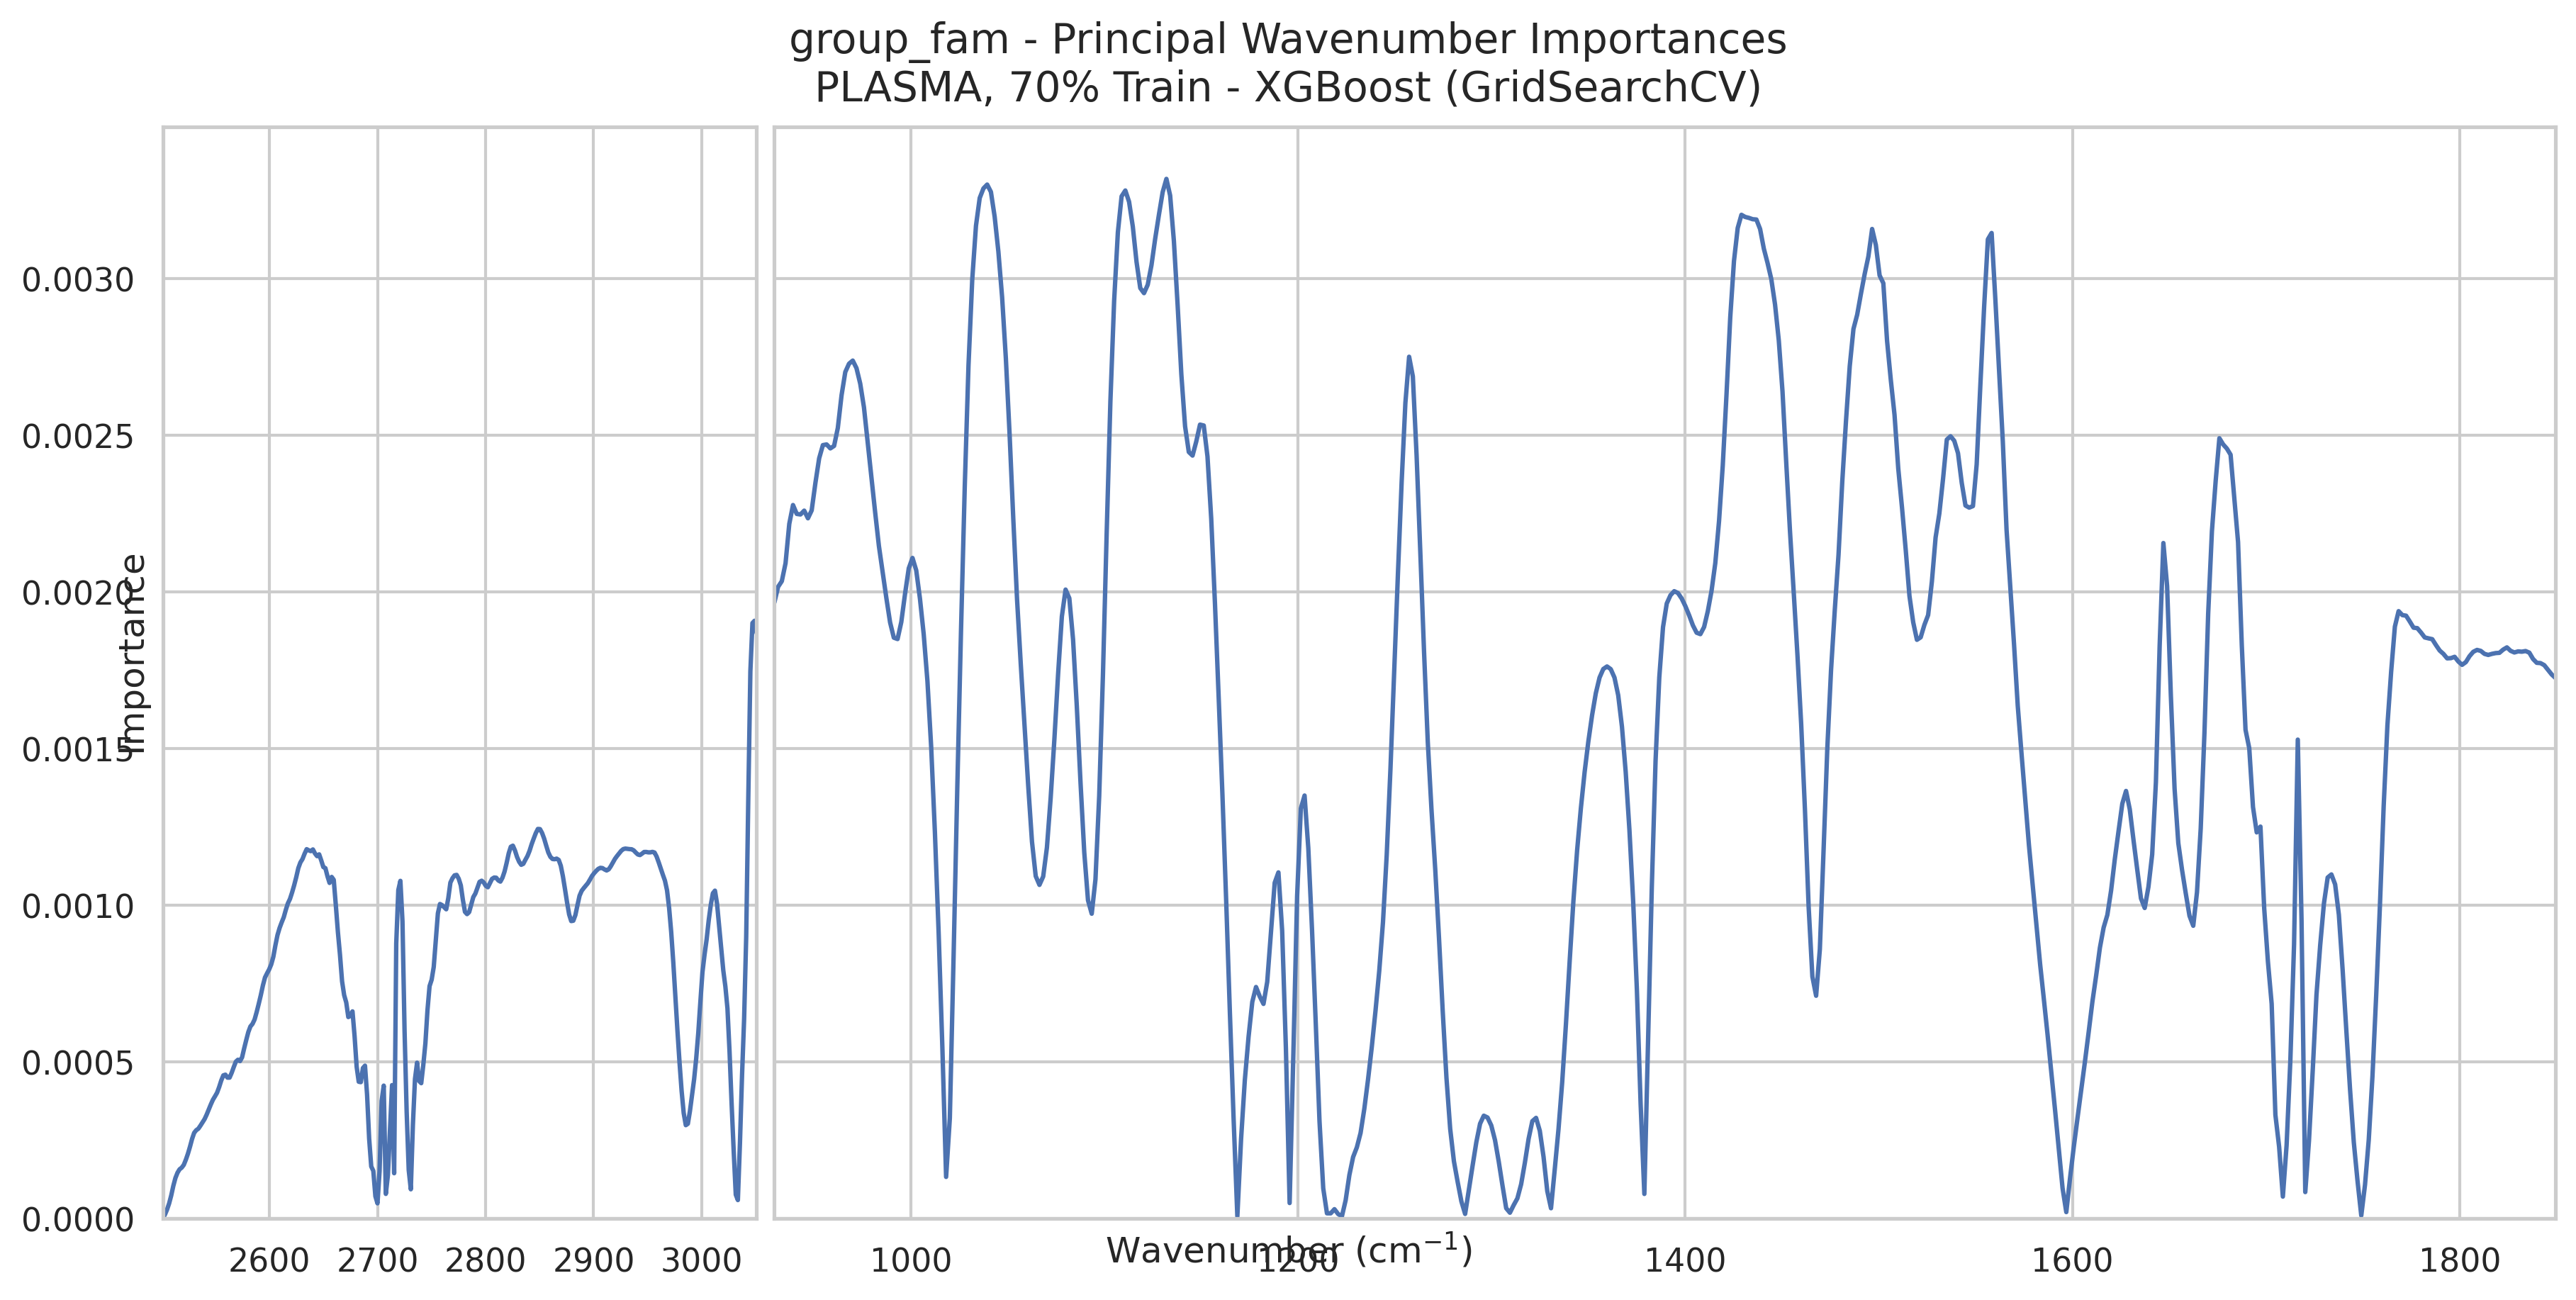 group_fam - Principal Wavenumber Importances
PLASMA, 70% Train - XGBoost (GridSearchCV)
Importance
0.0030
0.0025
0.0020
0.0015
0.0010
0.0005
0.0000
2600 2700 2800 2900 3000 1000 1200 1400 1600 1800
Wavenumber (cm⁻¹)